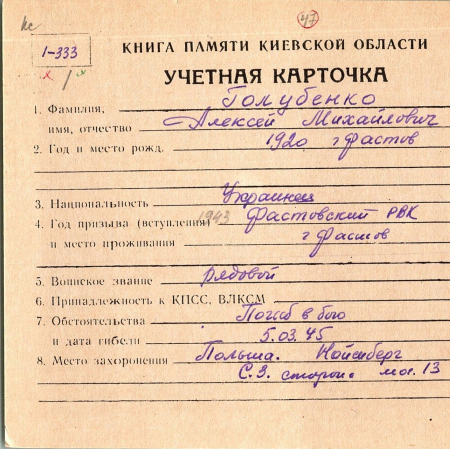 кс
47
1-333
КНИГА ПАМЯТИ КИЕВСКОЙ ОБЛАСТИ
УЧЕТНАЯ КАРТОЧКА
1. Фамилия, Голубенко
имя, отчество Алексей Михайлович
2. Год и место рожд. 1920 г Фастов
3. Национальность Украинец
4. Год призыва (вступления) 1943 Фастовский РВК
и место проживания г Фастов
5. Воинское звание рядовой
6. Принадлежность к КПСС, ВЛКСМ
7. Обстоятельства Погиб в бою
и дата гибели 5.03.45
8. Место захоронения Польша. Нойенберг
С.З. сторон. мог. 13